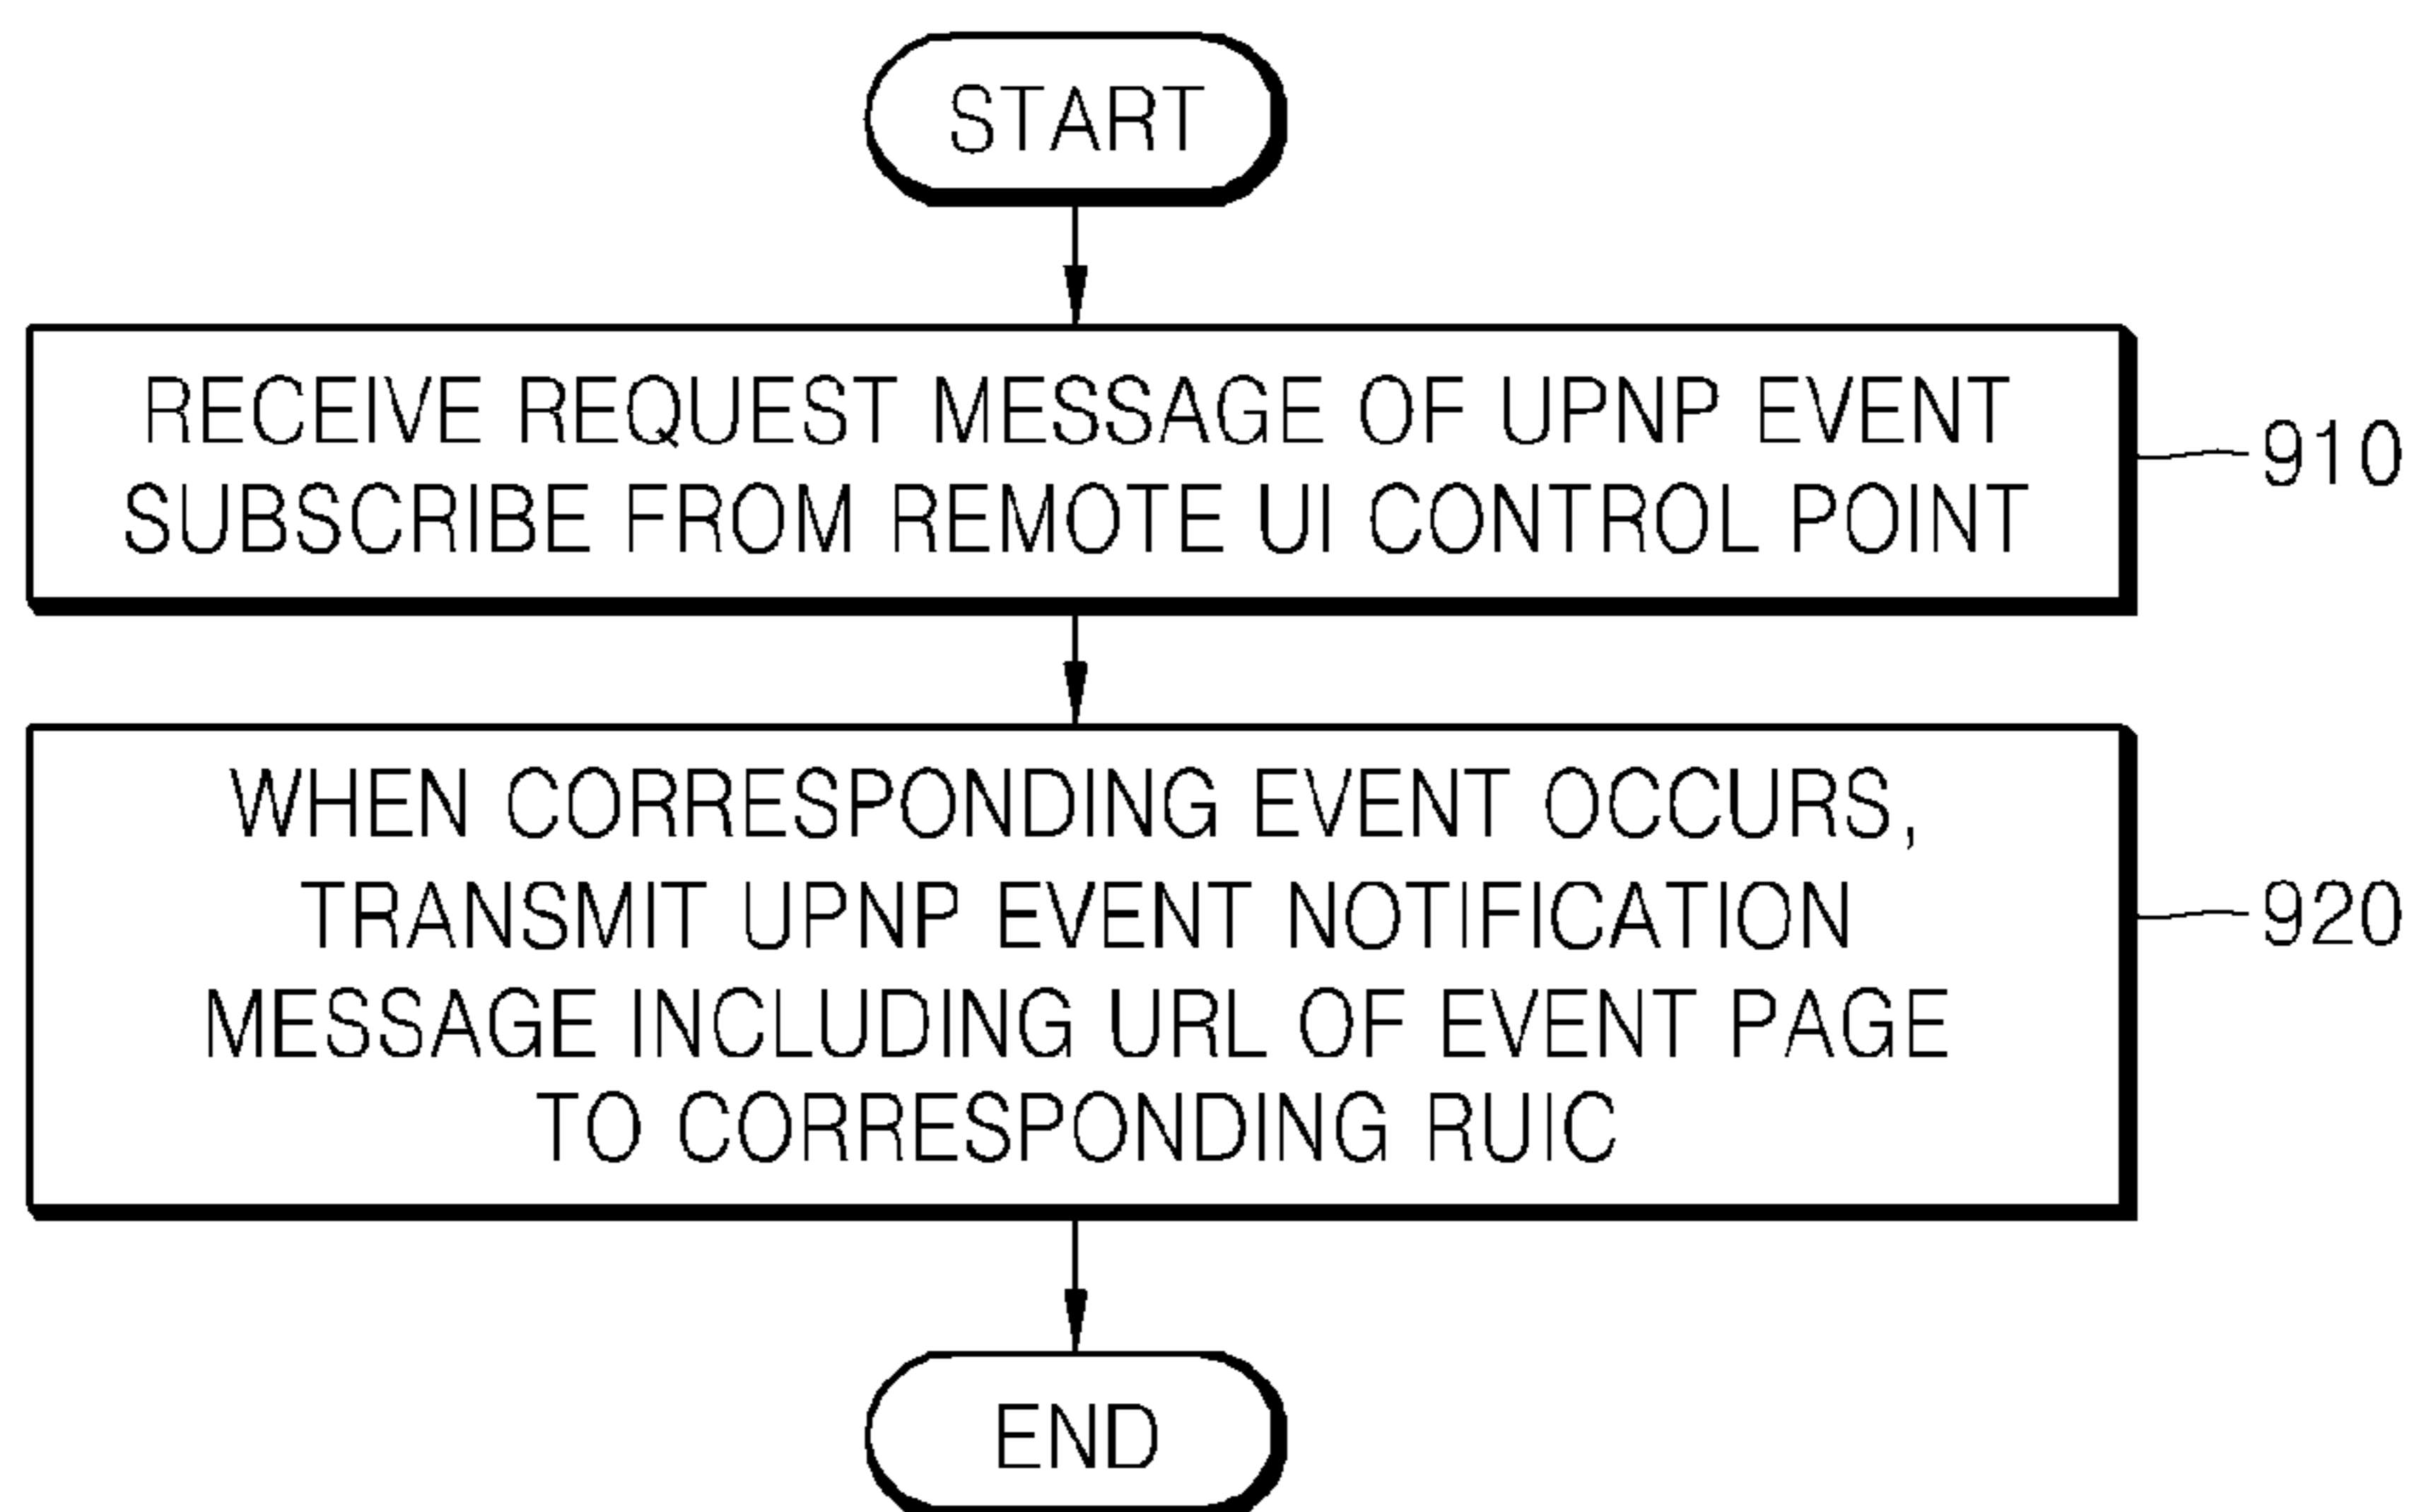 START
RECEIVE REQUEST MESSAGE OF UPNP EVENT
SUBSCRIBE FROM REMOTE UI CONTROL POINT
910
WHEN CORRESPONDING EVENT OCCURS,
TRANSMIT UPNP EVENT NOTIFICATION
MESSAGE INCLUDING URL OF EVENT PAGE
TO CORRESPONDING RUIC
920
END